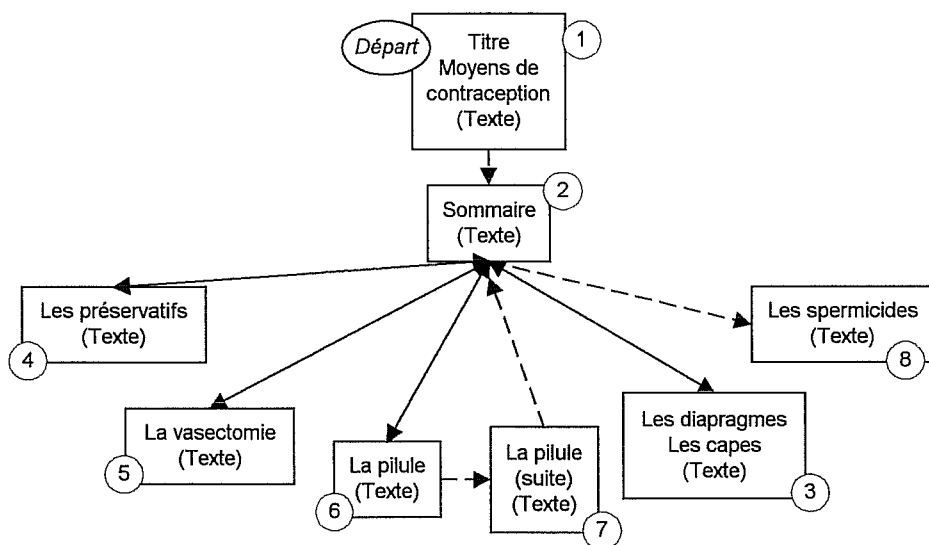 Départ
1
Titre
Moyens de
contraception
(Texte)
2
Sommaire
(Texte)
Les préservatifs
(Texte)
4
Les spermicides
(Texte)
8
La vasectomie
(Texte)
5
La pilule
(Texte)
6
La pilule
(suite)
(Texte)
7
Les diapragmes
Les capes
(Texte)
3